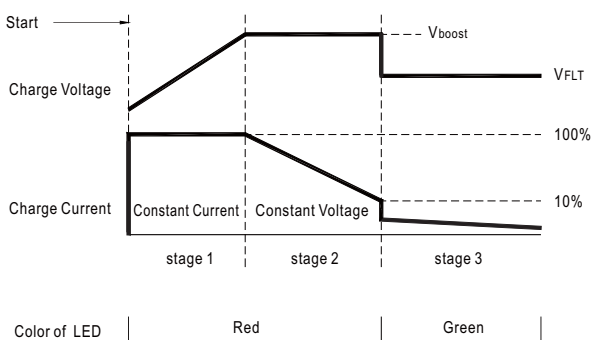 Start
Vboost
Charge Voltage
VFLT
100%
10%
Charge Current
Constant Current
Constant Voltage
stage 1
stage 2
stage 3
Color of LED
Red
Green